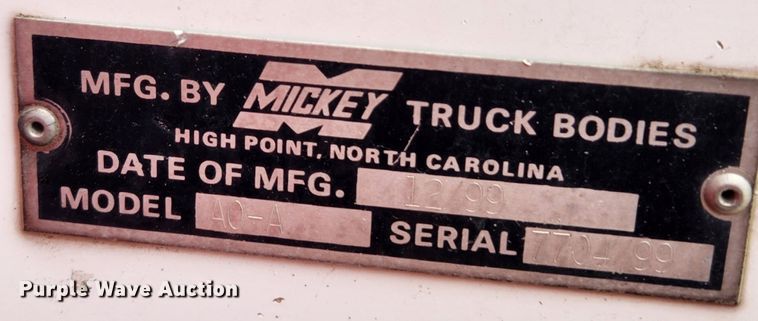 MFG. BY MICKEY TRUCK BODIES
HIGH POINT, NORTH CAROLINA
DATE OF MFG. 12/99
MODEL AO-A SERIAL 7704/99
Purple Wave Auction